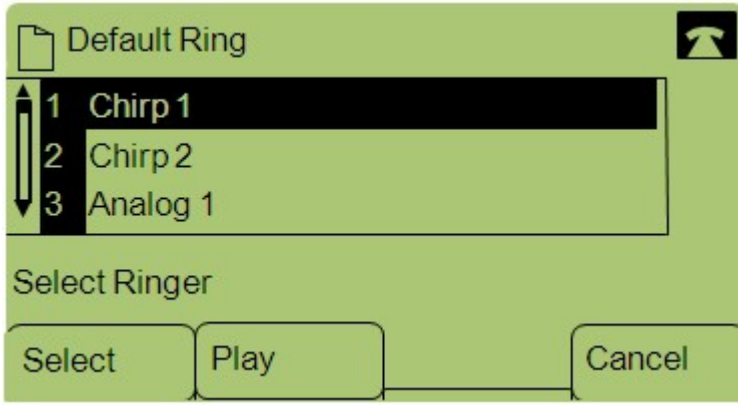 Default Ring
1 Chirp 1
2 Chirp 2
3 Analog 1
Select Ringer
Select Play Cancel